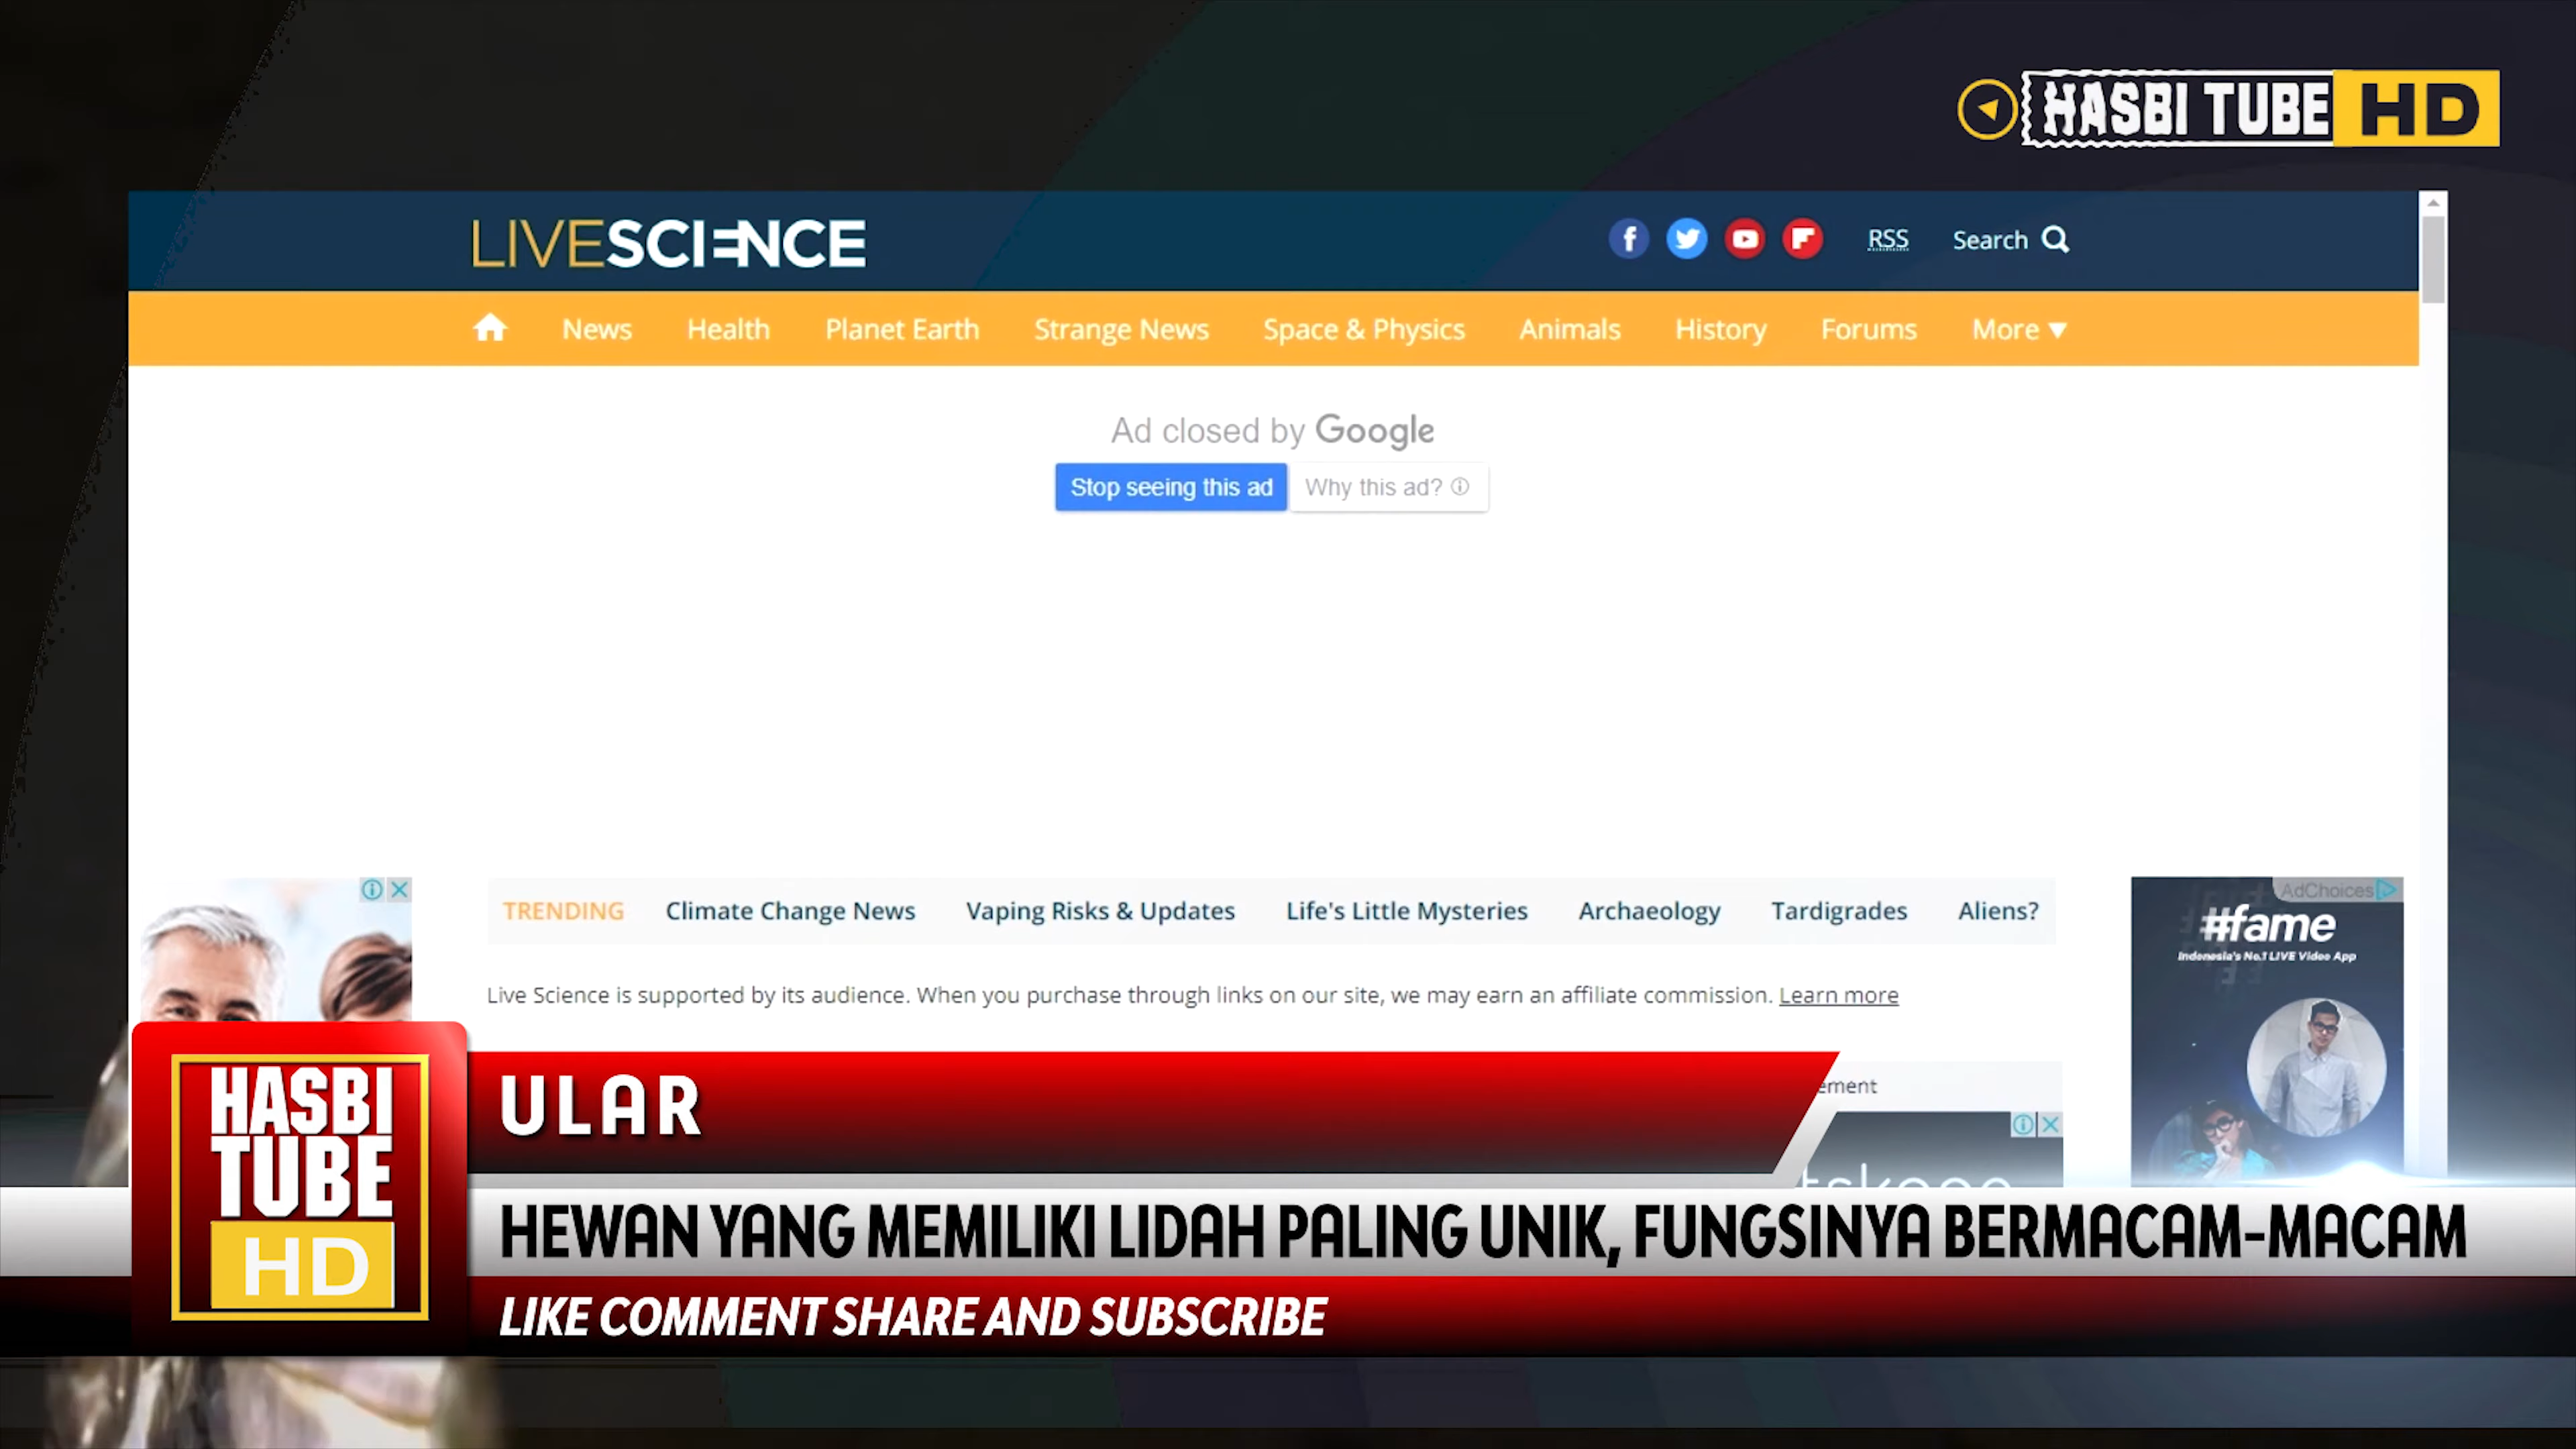 HASBI TUBE HD
LIVESCIENCE
RSS Search
News Health Planet Earth Strange News Space & Physics Animals History Forums More
Ad closed by Google
Stop seeing this ad Why this ad?
AdChoices
TRENDING Climate Change News Vaping Risks & Updates Life's Little Mysteries Archaeology Tardigrades Aliens?
#fame
Indonesia's No.1 LIVE Video App
Live Science is supported by its audience. When you purchase through links on our site, we may earn an affiliate commission. Learn more
HASBI
TUBE
HD
ULAR
HEWAN YANG MEMILIKI LIDAH PALING UNIK, FUNGSINYA BERMACAM-MACAM
LIKE COMMENT SHARE AND SUBSCRIBE